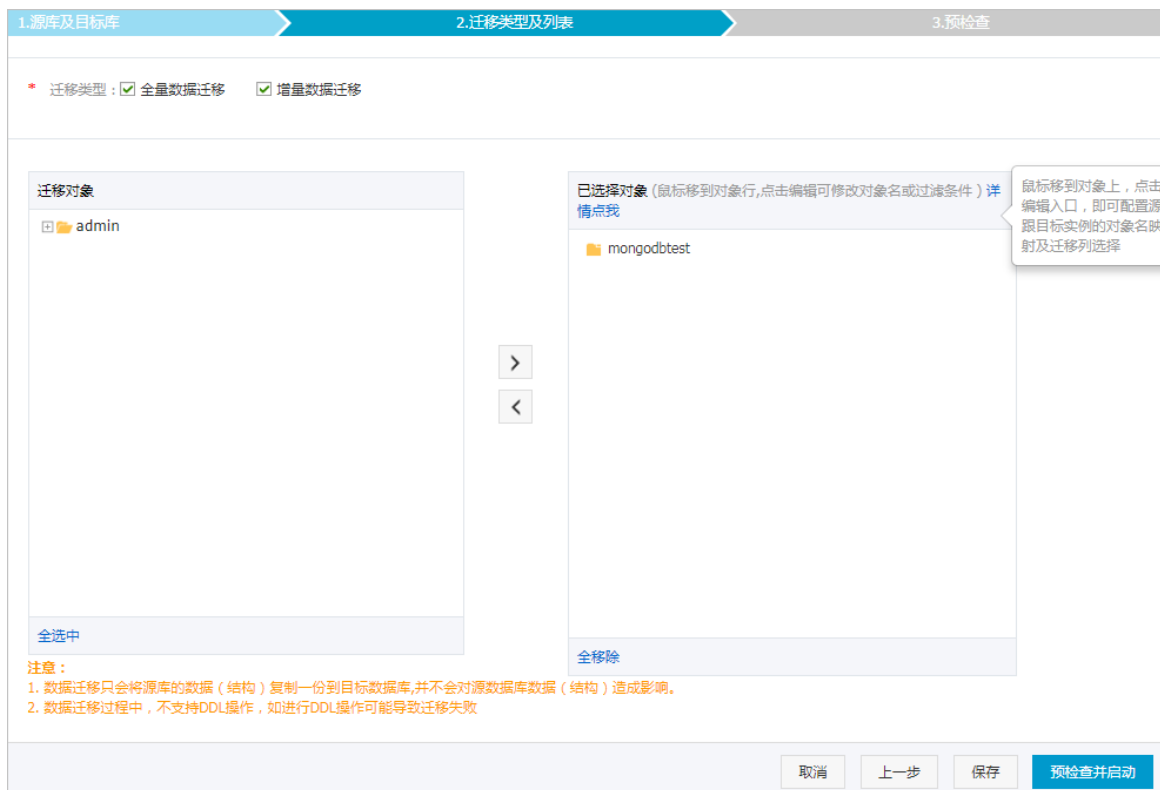 1.源库及目标库
2.迁移类型及列表
3.预检查
* 迁移类型：全量数据迁移 增量数据迁移
迁移对象
admin
全选中
已选择对象 (鼠标移到对象行,点击编辑可修改对象名或过滤条件 ) 详
情点我
mongodbtest
全移除
鼠标移到对象上，点击
编辑入口，即可配置源
跟目标实例的对象名映
射及迁移列选择
注意：
1. 数据迁移只会将源库的数据（结构）复制一份到目标数据库,并不会对源数据库数据（结构）造成影响。
2. 数据迁移过程中，不支持DDL操作，如进行DDL操作可能导致迁移失败
取消
上一步
保存
预检查并启动